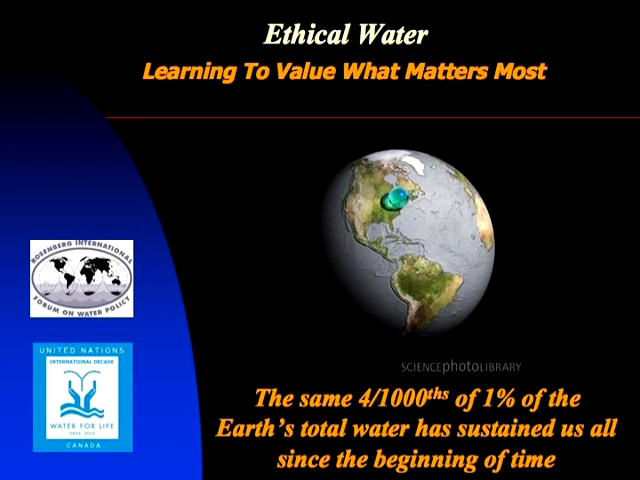 Ethical Water
Learning To Value What Matters Most
ROSENBERG INTERNATIONAL
FORUM ON WATER POLICY
SCIENCEphotoLIBRARY
UNITED NATIONS
INTERNATIONAL DECADE
WATER FOR LIFE
2005-2015
CANADA
The same 4/1000ths of 1% of the
Earth's total water has sustained us all
since the beginning of time